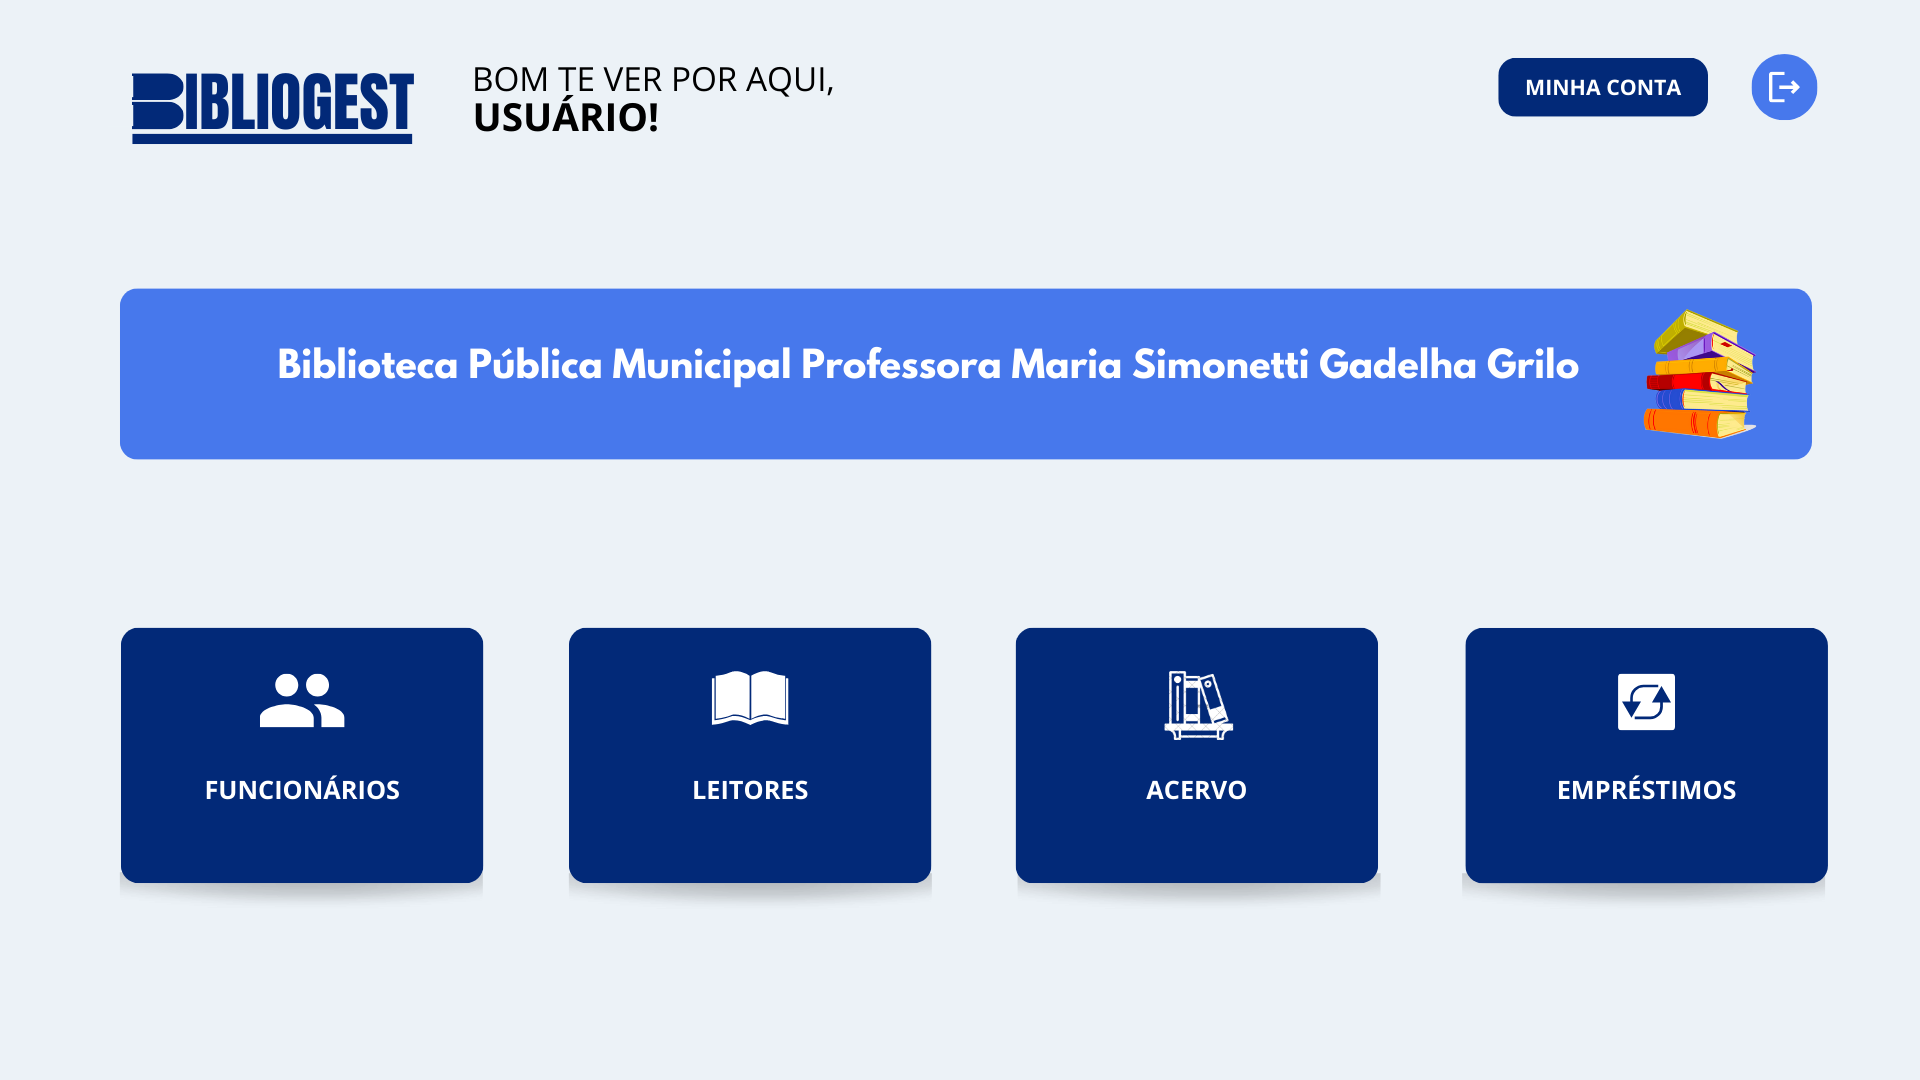 BIBLIOGEST
BOM TE VER POR AQUI,
USUÁRIO!
MINHA CONTA
Biblioteca Pública Municipal Professora Maria Simonetti Gadelha Grilo
FUNCIONÁRIOS
LEITORES
ACERVO
EMPRÉSTIMOS